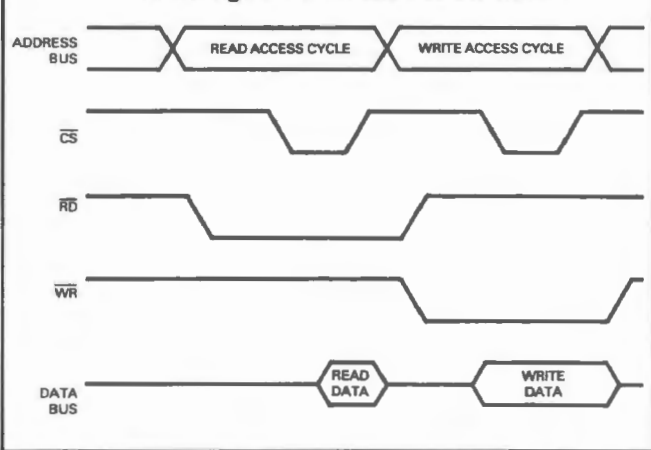 ADDRESS
BUS
READ ACCESS CYCLE
WRITE ACCESS CYCLE
CS
RD
WR
DATA
BUS
READ
DATA
WRITE
DATA